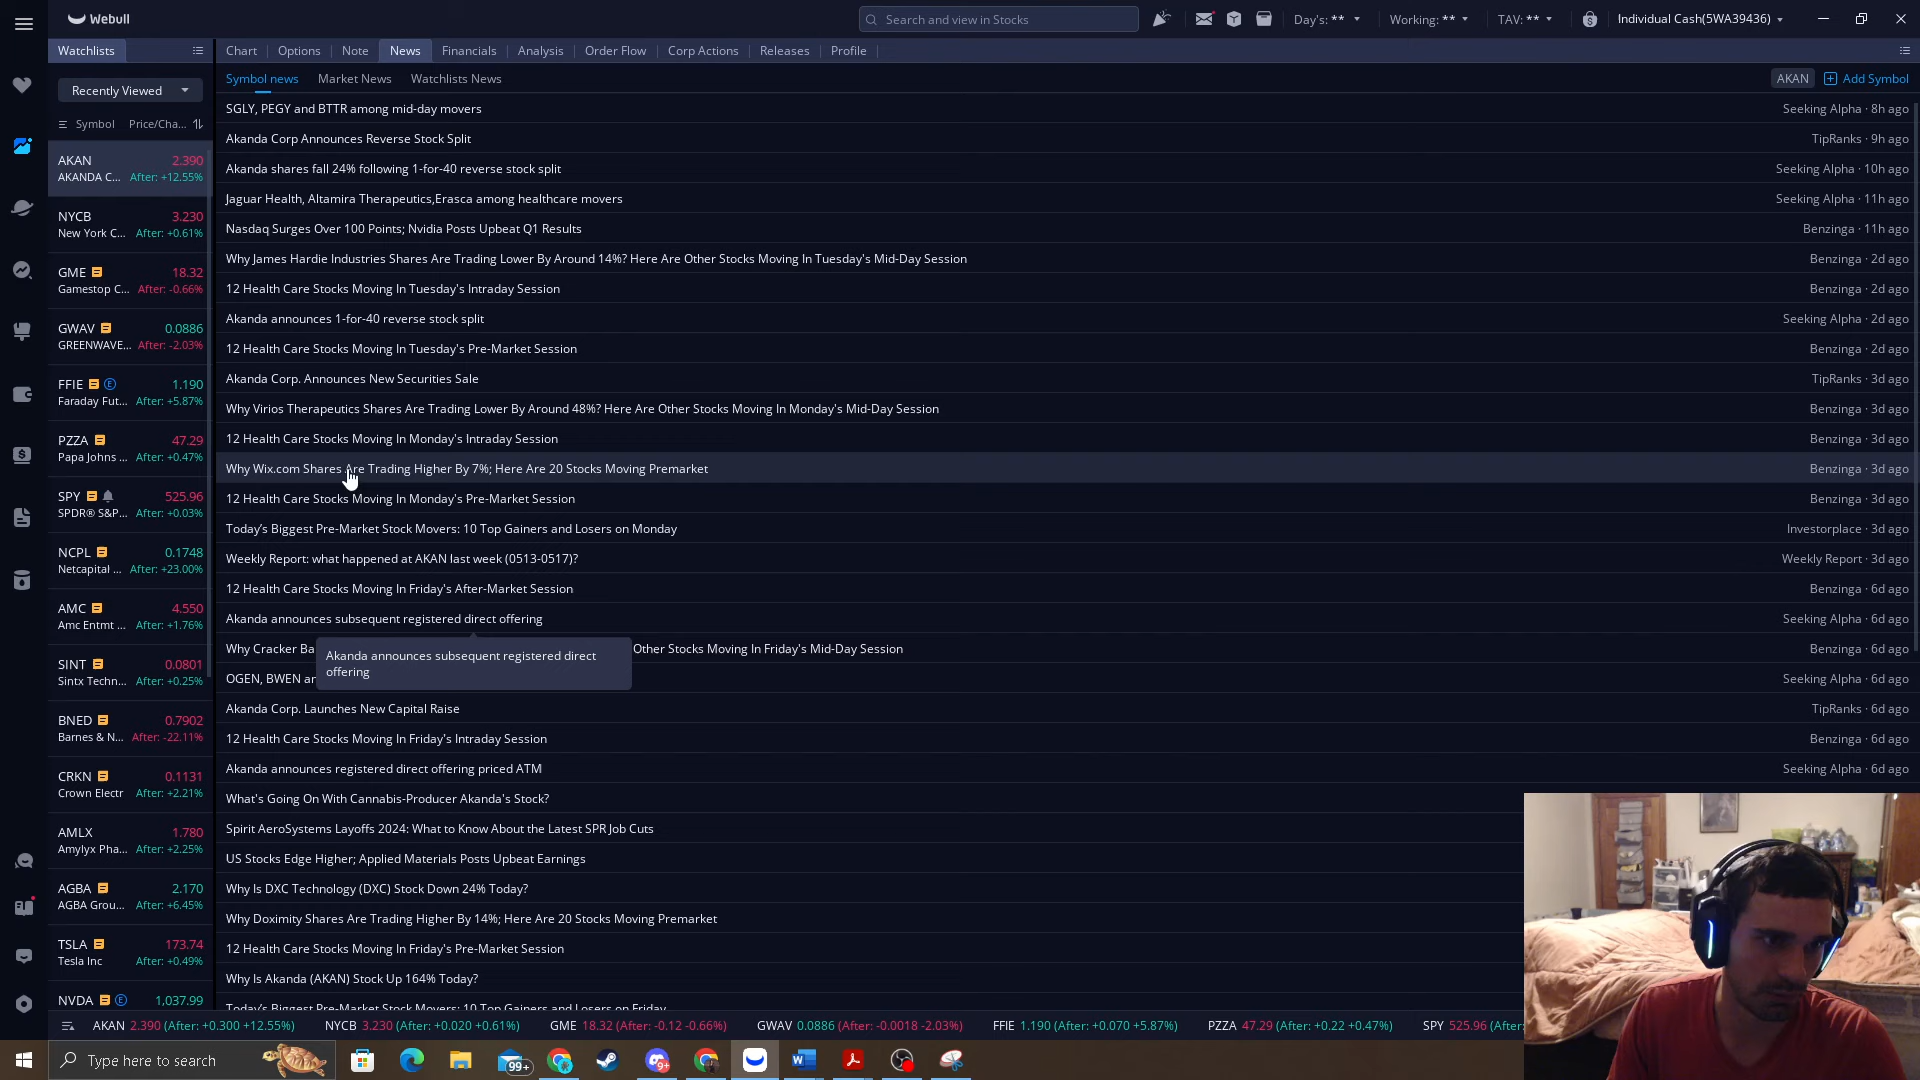 Webull
Search and view in Stocks
Day's: **
Working: **
TAV: **
Individual Cash(5WA39436)
Watchlists
Chart
Options
Note
News
Financials
Analysis
Order Flow
Corp Actions
Releases
Profile
Recently Viewed
Symbol news
Market News
Watchlists News
AKAN
Add Symbol
Symbol
Price/Cha...
AKAN 2.390
AKANDA C... After: +12.55%
NYCB 3.230
New York C... After: +0.61%
GME 18.32
Gamestop C... After: -0.66%
GWAV 0.0886
GREENWAVE... After: -2.03%
FFIE E 1.190
Faraday Fut... After: +5.87%
PZZA 47.29
Papa Johns ... After: +0.47%
SPY 525.96
SPDR® S&P... After: +0.03%
NCPL 0.1748
Netcapital ... After: +23.00%
AMC 4.550
Amc Entmt ... After: +1.76%
SINT 0.0801
Sintx Techn... After: +0.25%
BNED 0.7902
Barnes & N... After: -22.11%
CRKN 0.1131
Crown Electr After: +2.21%
AMLX 1.780
Amylyx Pha... After: +2.25%
AGBA 2.170
AGBA Grou... After: +6.45%
TSLA 173.74
Tesla Inc After: +0.49%
NVDA E 1,037.99
SGLY, PEGY and BTTR among mid-day movers Seeking Alpha · 8h ago
Akanda Corp Announces Reverse Stock Split TipRanks · 9h ago
Akanda shares fall 24% following 1-for-40 reverse stock split Seeking Alpha · 10h ago
Jaguar Health, Altamira Therapeutics,Erasca among healthcare movers Seeking Alpha · 11h ago
Nasdaq Surges Over 100 Points; Nvidia Posts Upbeat Q1 Results Benzinga · 11h ago
Why James Hardie Industries Shares Are Trading Lower By Around 14%? Here Are Other Stocks Moving In Tuesday's Mid-Day Session Benzinga · 2d ago
12 Health Care Stocks Moving In Tuesday's Intraday Session Benzinga · 2d ago
Akanda announces 1-for-40 reverse stock split Seeking Alpha · 2d ago
12 Health Care Stocks Moving In Tuesday's Pre-Market Session Benzinga · 2d ago
Akanda Corp. Announces New Securities Sale TipRanks · 3d ago
Why Virios Therapeutics Shares Are Trading Lower By Around 48%? Here Are Other Stocks Moving In Monday's Mid-Day Session Benzinga · 3d ago
12 Health Care Stocks Moving In Monday's Intraday Session Benzinga · 3d ago
Why Wix.com Shares Are Trading Higher By 7%; Here Are 20 Stocks Moving Premarket Benzinga · 3d ago
12 Health Care Stocks Moving In Monday's Pre-Market Session Benzinga · 3d ago
Today's Biggest Pre-Market Stock Movers: 10 Top Gainers and Losers on Monday Investorplace · 3d ago
Weekly Report: what happened at AKAN last week (0513-0517)? Weekly Report · 3d ago
12 Health Care Stocks Moving In Friday's After-Market Session Benzinga · 6d ago
Akanda announces subsequent registered direct offering Seeking Alpha · 6d ago
Why Cracker Ba Other Stocks Moving In Friday's Mid-Day Session Benzinga · 6d ago
Akanda announces subsequent registered direct
offering
OGEN, BWEN ar Seeking Alpha · 6d ago
Akanda Corp. Launches New Capital Raise TipRanks · 6d ago
12 Health Care Stocks Moving In Friday's Intraday Session Benzinga · 6d ago
Akanda announces registered direct offering priced ATM Seeking Alpha · 6d ago
What's Going On With Cannabis-Producer Akanda's Stock?
Spirit AeroSystems Layoffs 2024: What to Know About the Latest SPR Job Cuts
US Stocks Edge Higher; Applied Materials Posts Upbeat Earnings
Why Is DXC Technology (DXC) Stock Down 24% Today?
Why Doximity Shares Are Trading Higher By 14%; Here Are 20 Stocks Moving Premarket
12 Health Care Stocks Moving In Friday's Pre-Market Session
Why Is Akanda (AKAN) Stock Up 164% Today?
Today's Biggest Pre-Market Stock Movers: 10 Top Gainers and Losers on Friday
AKAN 2.390 (After: +0.300 +12.55%) NYCB 3.230 (After: +0.020 +0.61%) GME 18.32 (After: -0.12 -0.66%) GWAV 0.0886 (After: -0.0018 -2.03%) FFIE 1.190 (After: +0.070 +5.87%) PZZA 47.29 (After: +0.22 +0.47%) SPY 525.96 (After:
Type here to search
99+
9+